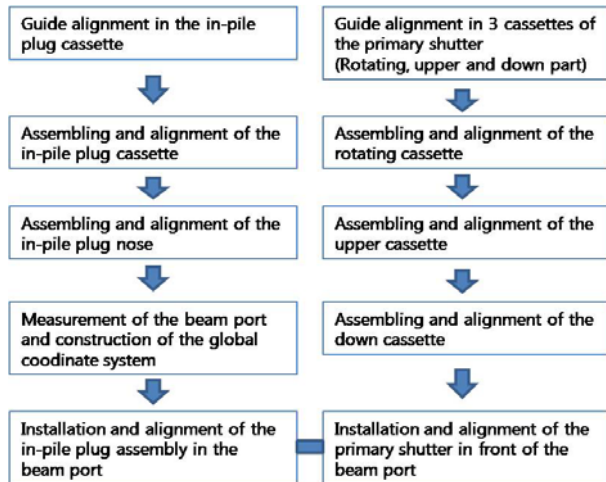 Guide alignment in the in-pile
plug cassette
Assembling and alignment of the
in-pile plug cassette
Assembling and alignment of the
in-pile plug nose
Measurement of the beam port
and construction of the global
coodinate system
Installation and alignment of the
in-pile plug assembly in the
beam port
Guide alignment in 3 cassettes of
the primary shutter
(Rotating, upper and down part)
Assembling and alignment of the
rotating cassette
Assembling and alignment of the
upper cassette
Assembling and alignment of the
down cassette
Installation and alignment of the
primary shutter in front of the
beam port